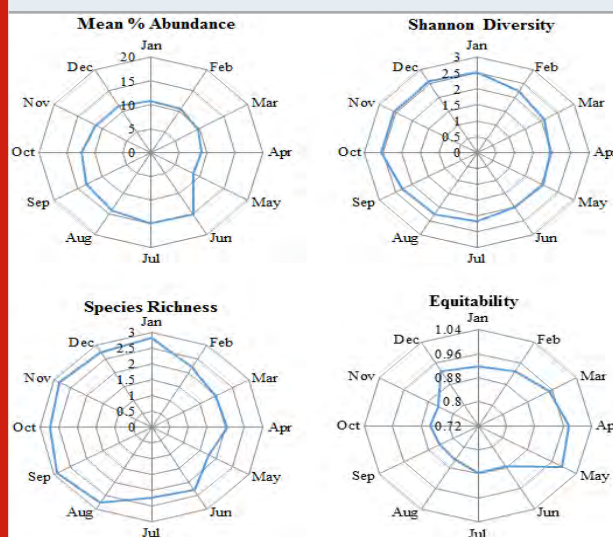 Mean % Abundance
Jan
Feb
Mar
Apr
May
Jun
Jul
Aug
Sep
Oct
Nov
Dec
20
15
10
5
0
Shannon Diversity
Jan
Feb
Mar
Apr
May
Jun
Jul
Aug
Sep
Oct
Nov
Dec
3
2.5
2
1.5
1
0.5
0
Species Richness
Jan
Feb
Mar
Apr
May
Jun
Jul
Aug
Sep
Oct
Nov
Dec
3
2.5
2
1.5
1
0.5
0
Equitability
Jan
Feb
Mar
Apr
May
Jun
Jul
Aug
Sep
Oct
Nov
Dec
1.04
0.96
0.88
0.8
0.72